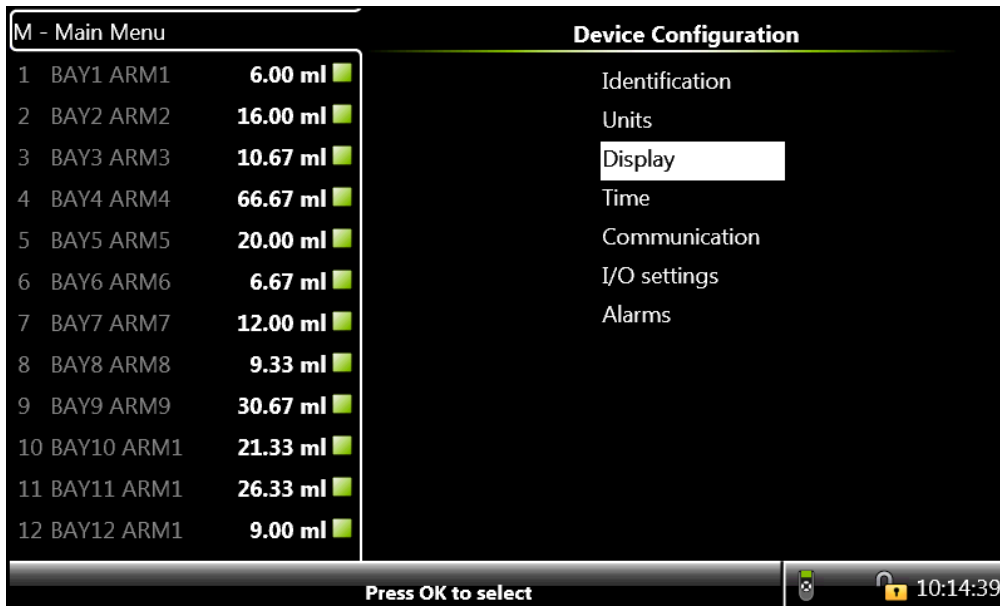 M - Main Menu
1 BAY1 ARM1 6.00 ml
2 BAY2 ARM2 16.00 ml
3 BAY3 ARM3 10.67 ml
4 BAY4 ARM4 66.67 ml
5 BAY5 ARM5 20.00 ml
6 BAY6 ARM6 6.67 ml
7 BAY7 ARM7 12.00 ml
8 BAY8 ARM8 9.33 ml
9 BAY9 ARM9 30.67 ml
10 BAY10 ARM1 21.33 ml
11 BAY11 ARM1 26.33 ml
12 BAY12 ARM1 9.00 ml
Device Configuration
Identification
Units
Display
Time
Communication
I/O settings
Alarms
Press OK to select
10:14:39